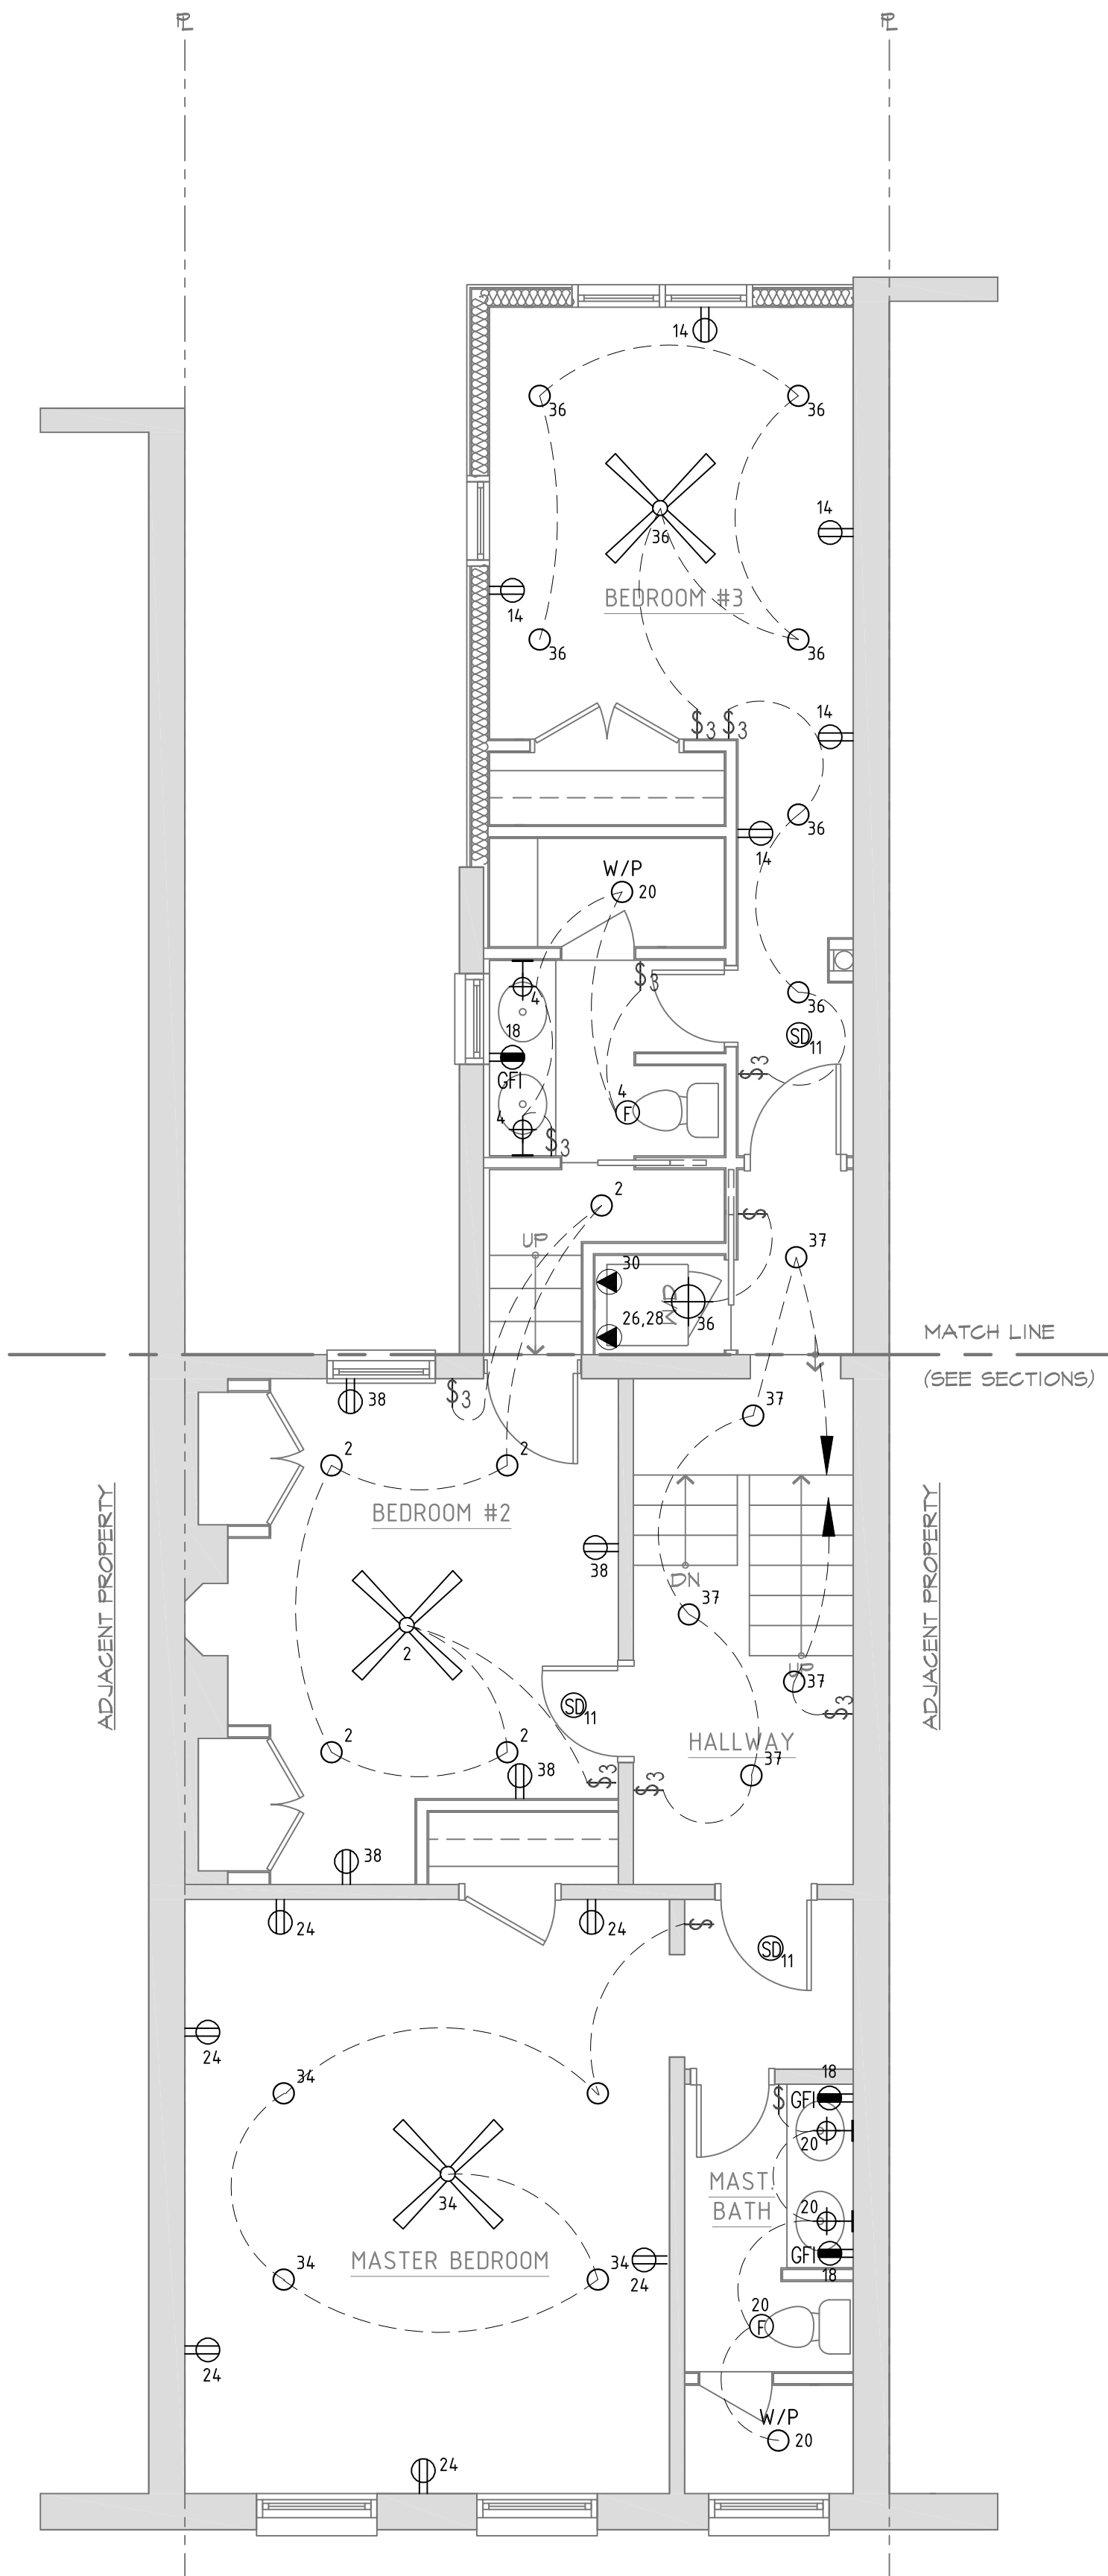 PL PL
14
36 36
14
36
BEDROOM #3
14
36 36
14
$3 $3
36
14
W/P
20
$3
4
36
SD 11
18
GFI
$3
4
F
4
$3
2
$
UP
37
30
26,28
W/D
36
MATCH LINE
(SEE SECTIONS)
38
$3
37
2 2
BEDROOM #2
ADJACENT PROPERTY
ADJACENT PROPERTY
38
DN
37
2
UP
37
$3
SD 11
HALLWAY
2 2
38
$3 $3
37
38
24 24
$
SD 11
24
34
18
GFI
$
20
MAST.
BATH
34
20
MASTER BEDROOM
34 34
24
GFI
18
20
F
24
W/P
20
24